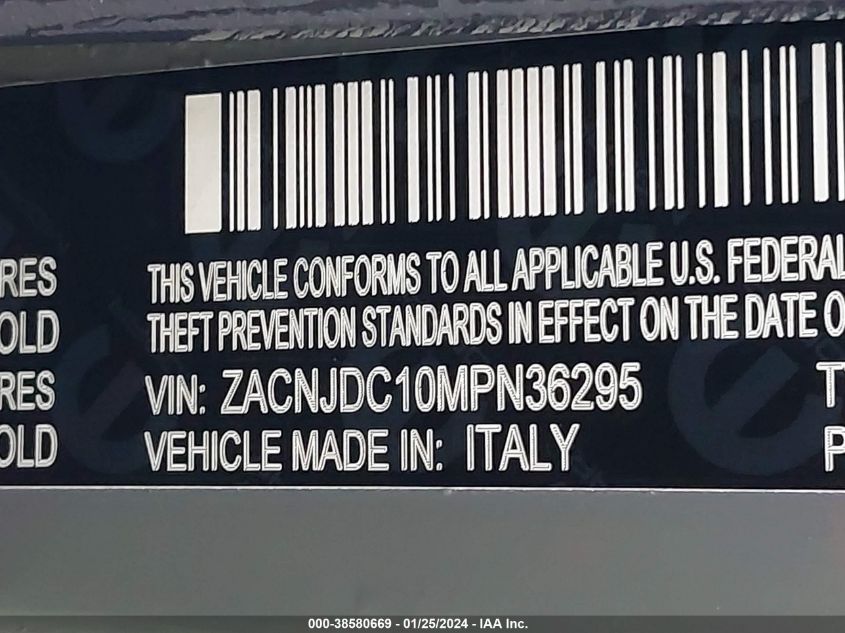 RES
OLD
RES
OLD
THIS VEHICLE CONFORMS TO ALL APPLICABLE U.S. FEDERAL
THEFT PREVENTION STANDARDS IN EFFECT ON THE DATE O
VIN: ZACNJDC10MPN36295
VEHICLE MADE IN: ITALY
T
P
000-38580669 - 01/25/2024 - IAA Inc.